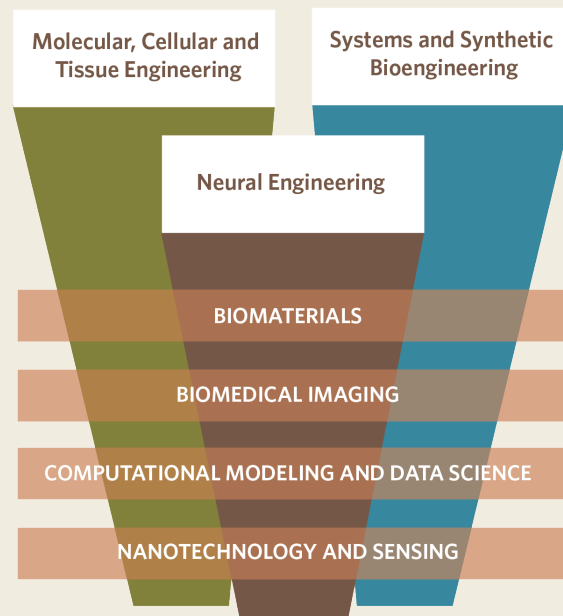 Molecular, Cellular and
Tissue Engineering
Systems and Synthetic
Bioengineering
Neural Engineering
BIOMATERIALS
BIOMEDICAL IMAGING
COMPUTATIONAL MODELING AND DATA SCIENCE
NANOTECHNOLOGY AND SENSING